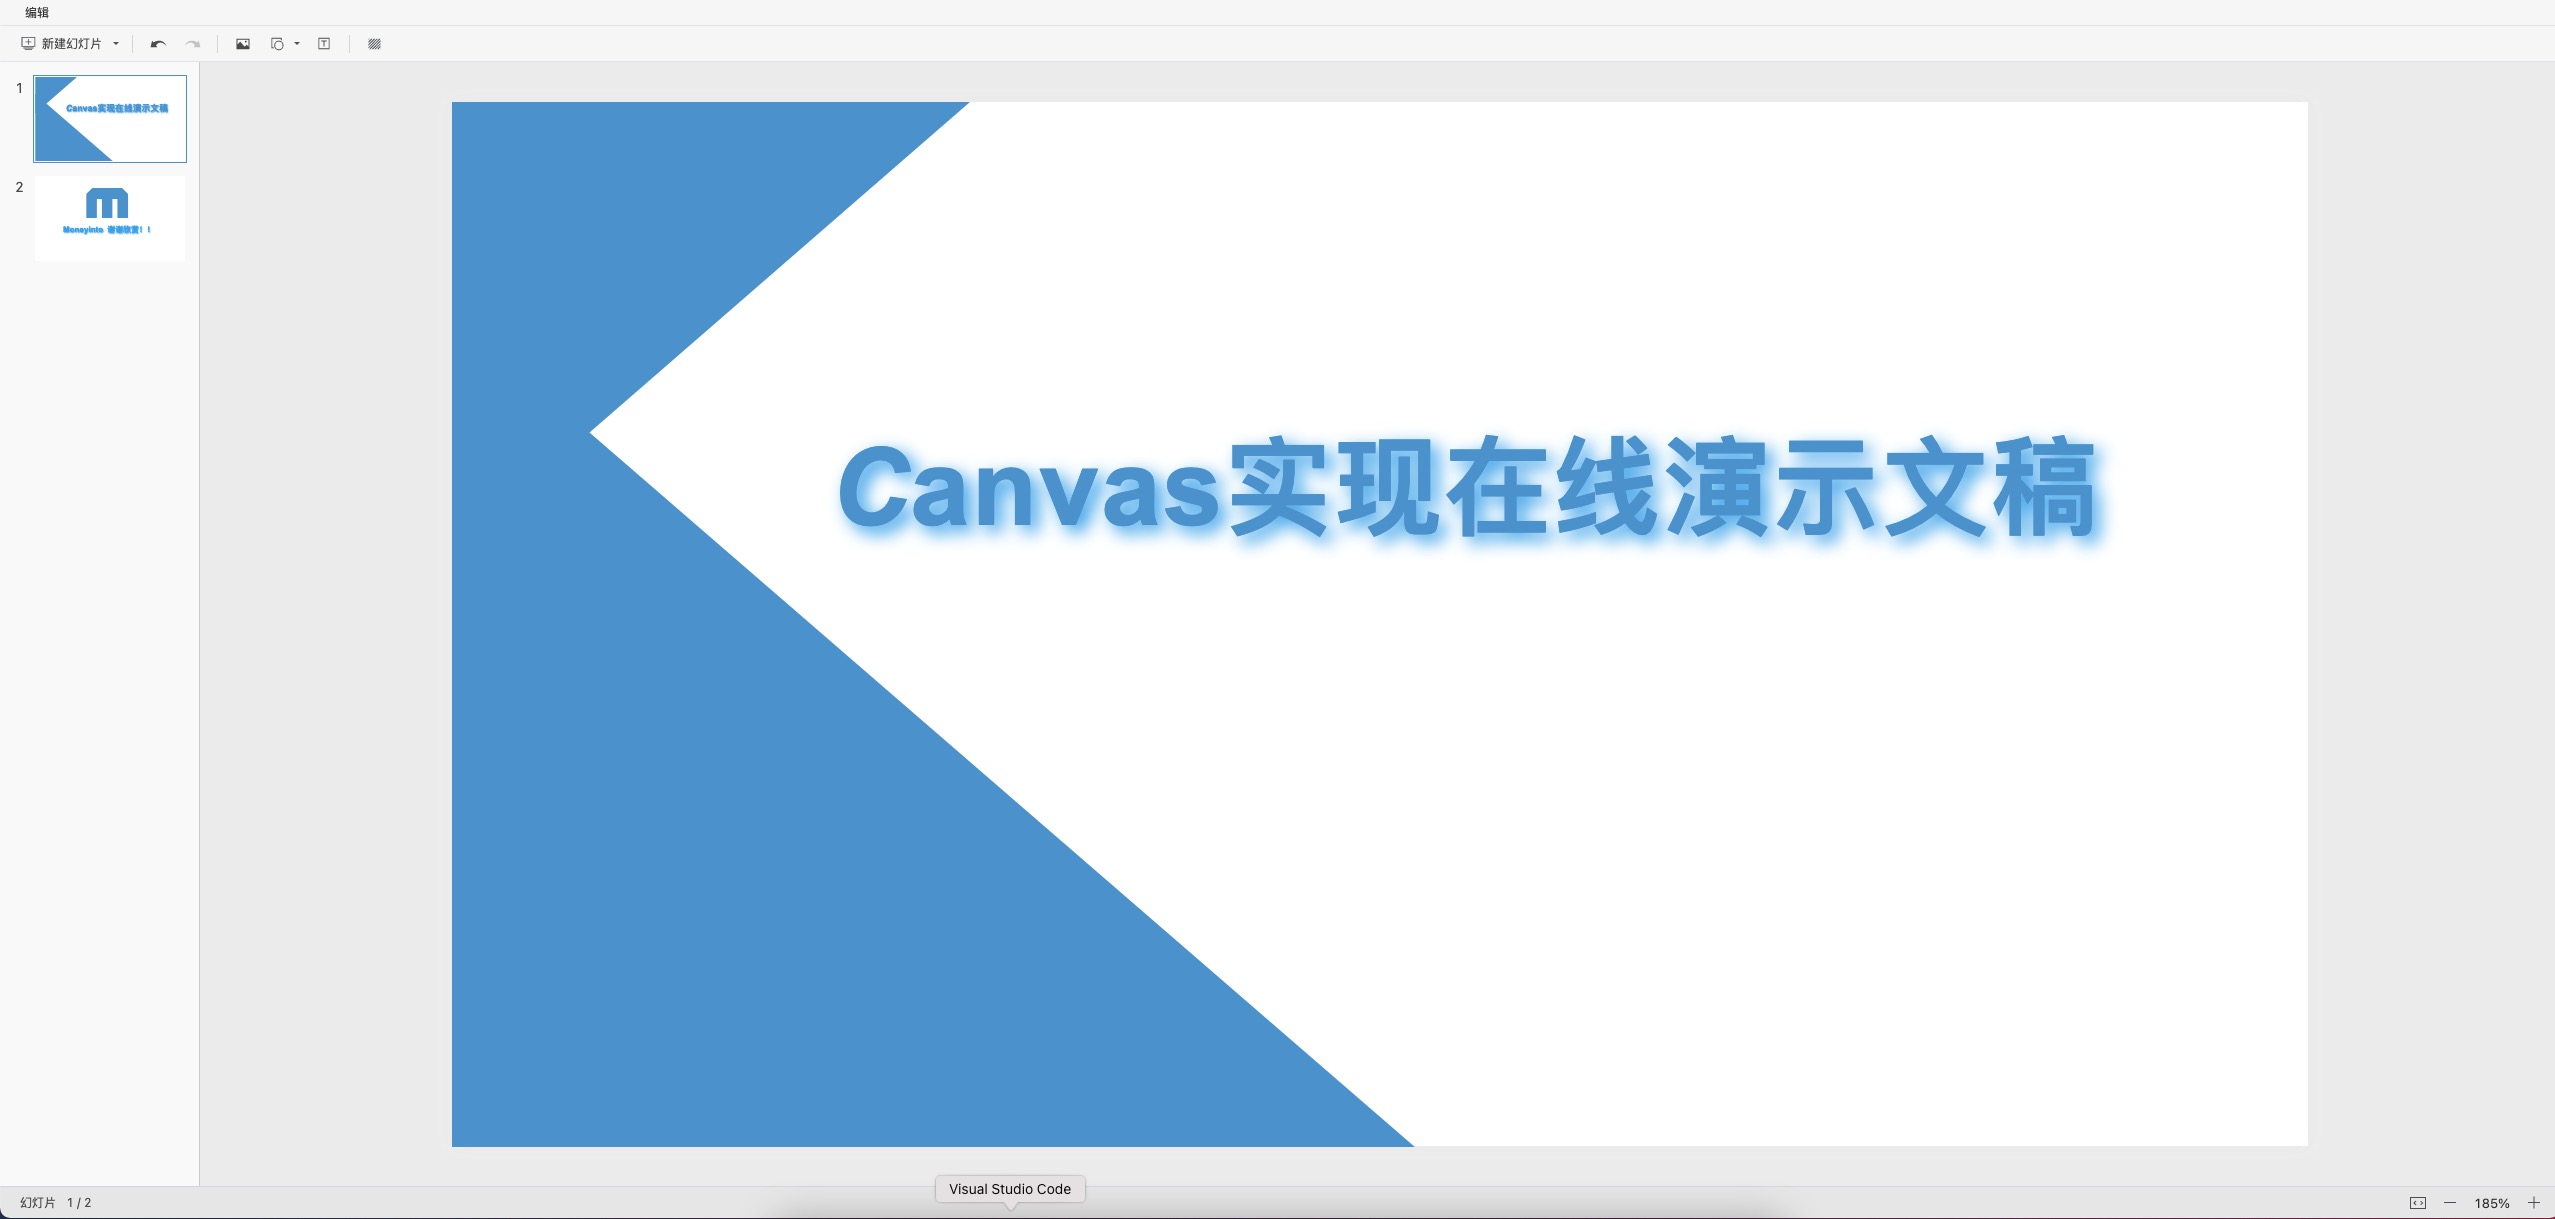 编辑
新建幻灯片
1
Canvas实现在线演示文稿
2
Moneyinto 谢谢欣赏！！
Canvas实现在线演示文稿
Visual Studio Code
幻灯片 1 / 2
185%